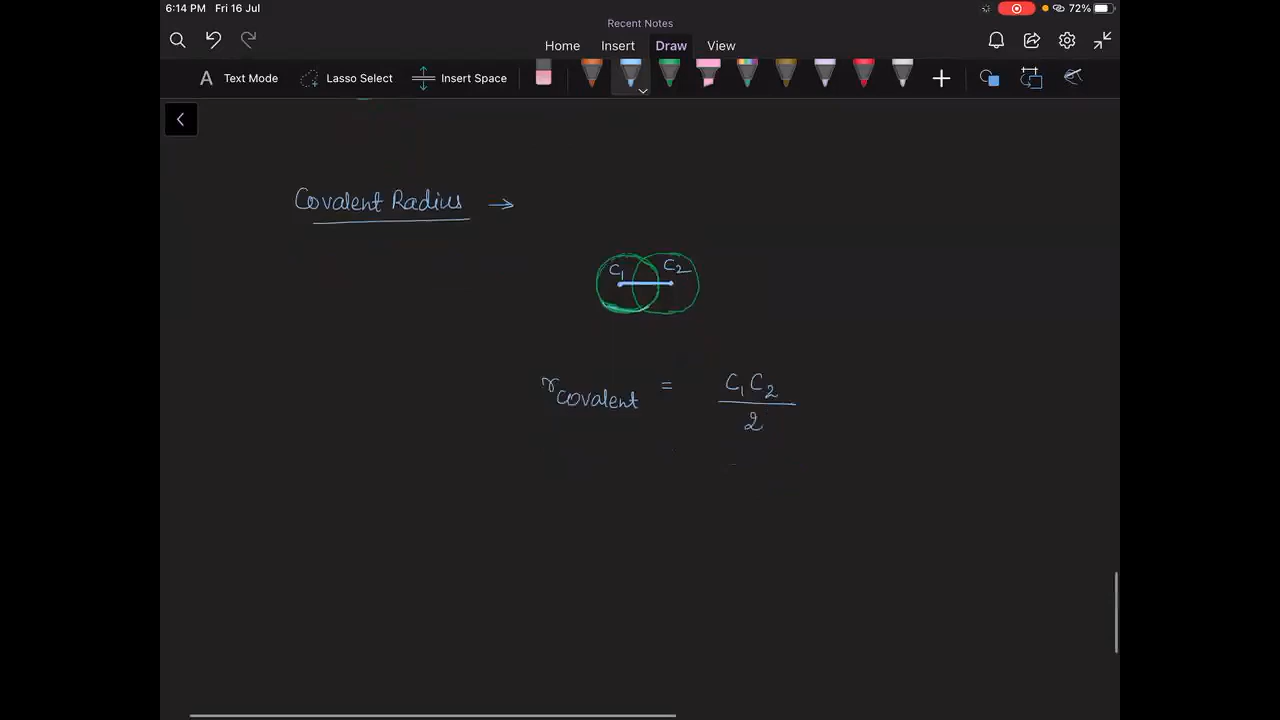 6:14 PM Fri 16 Jul
72%
Recent Notes
Home Insert Draw View
A Text Mode Lasso Select Insert Space
Covalent Radius →
C1 C2
rcovalent = C1C2
2